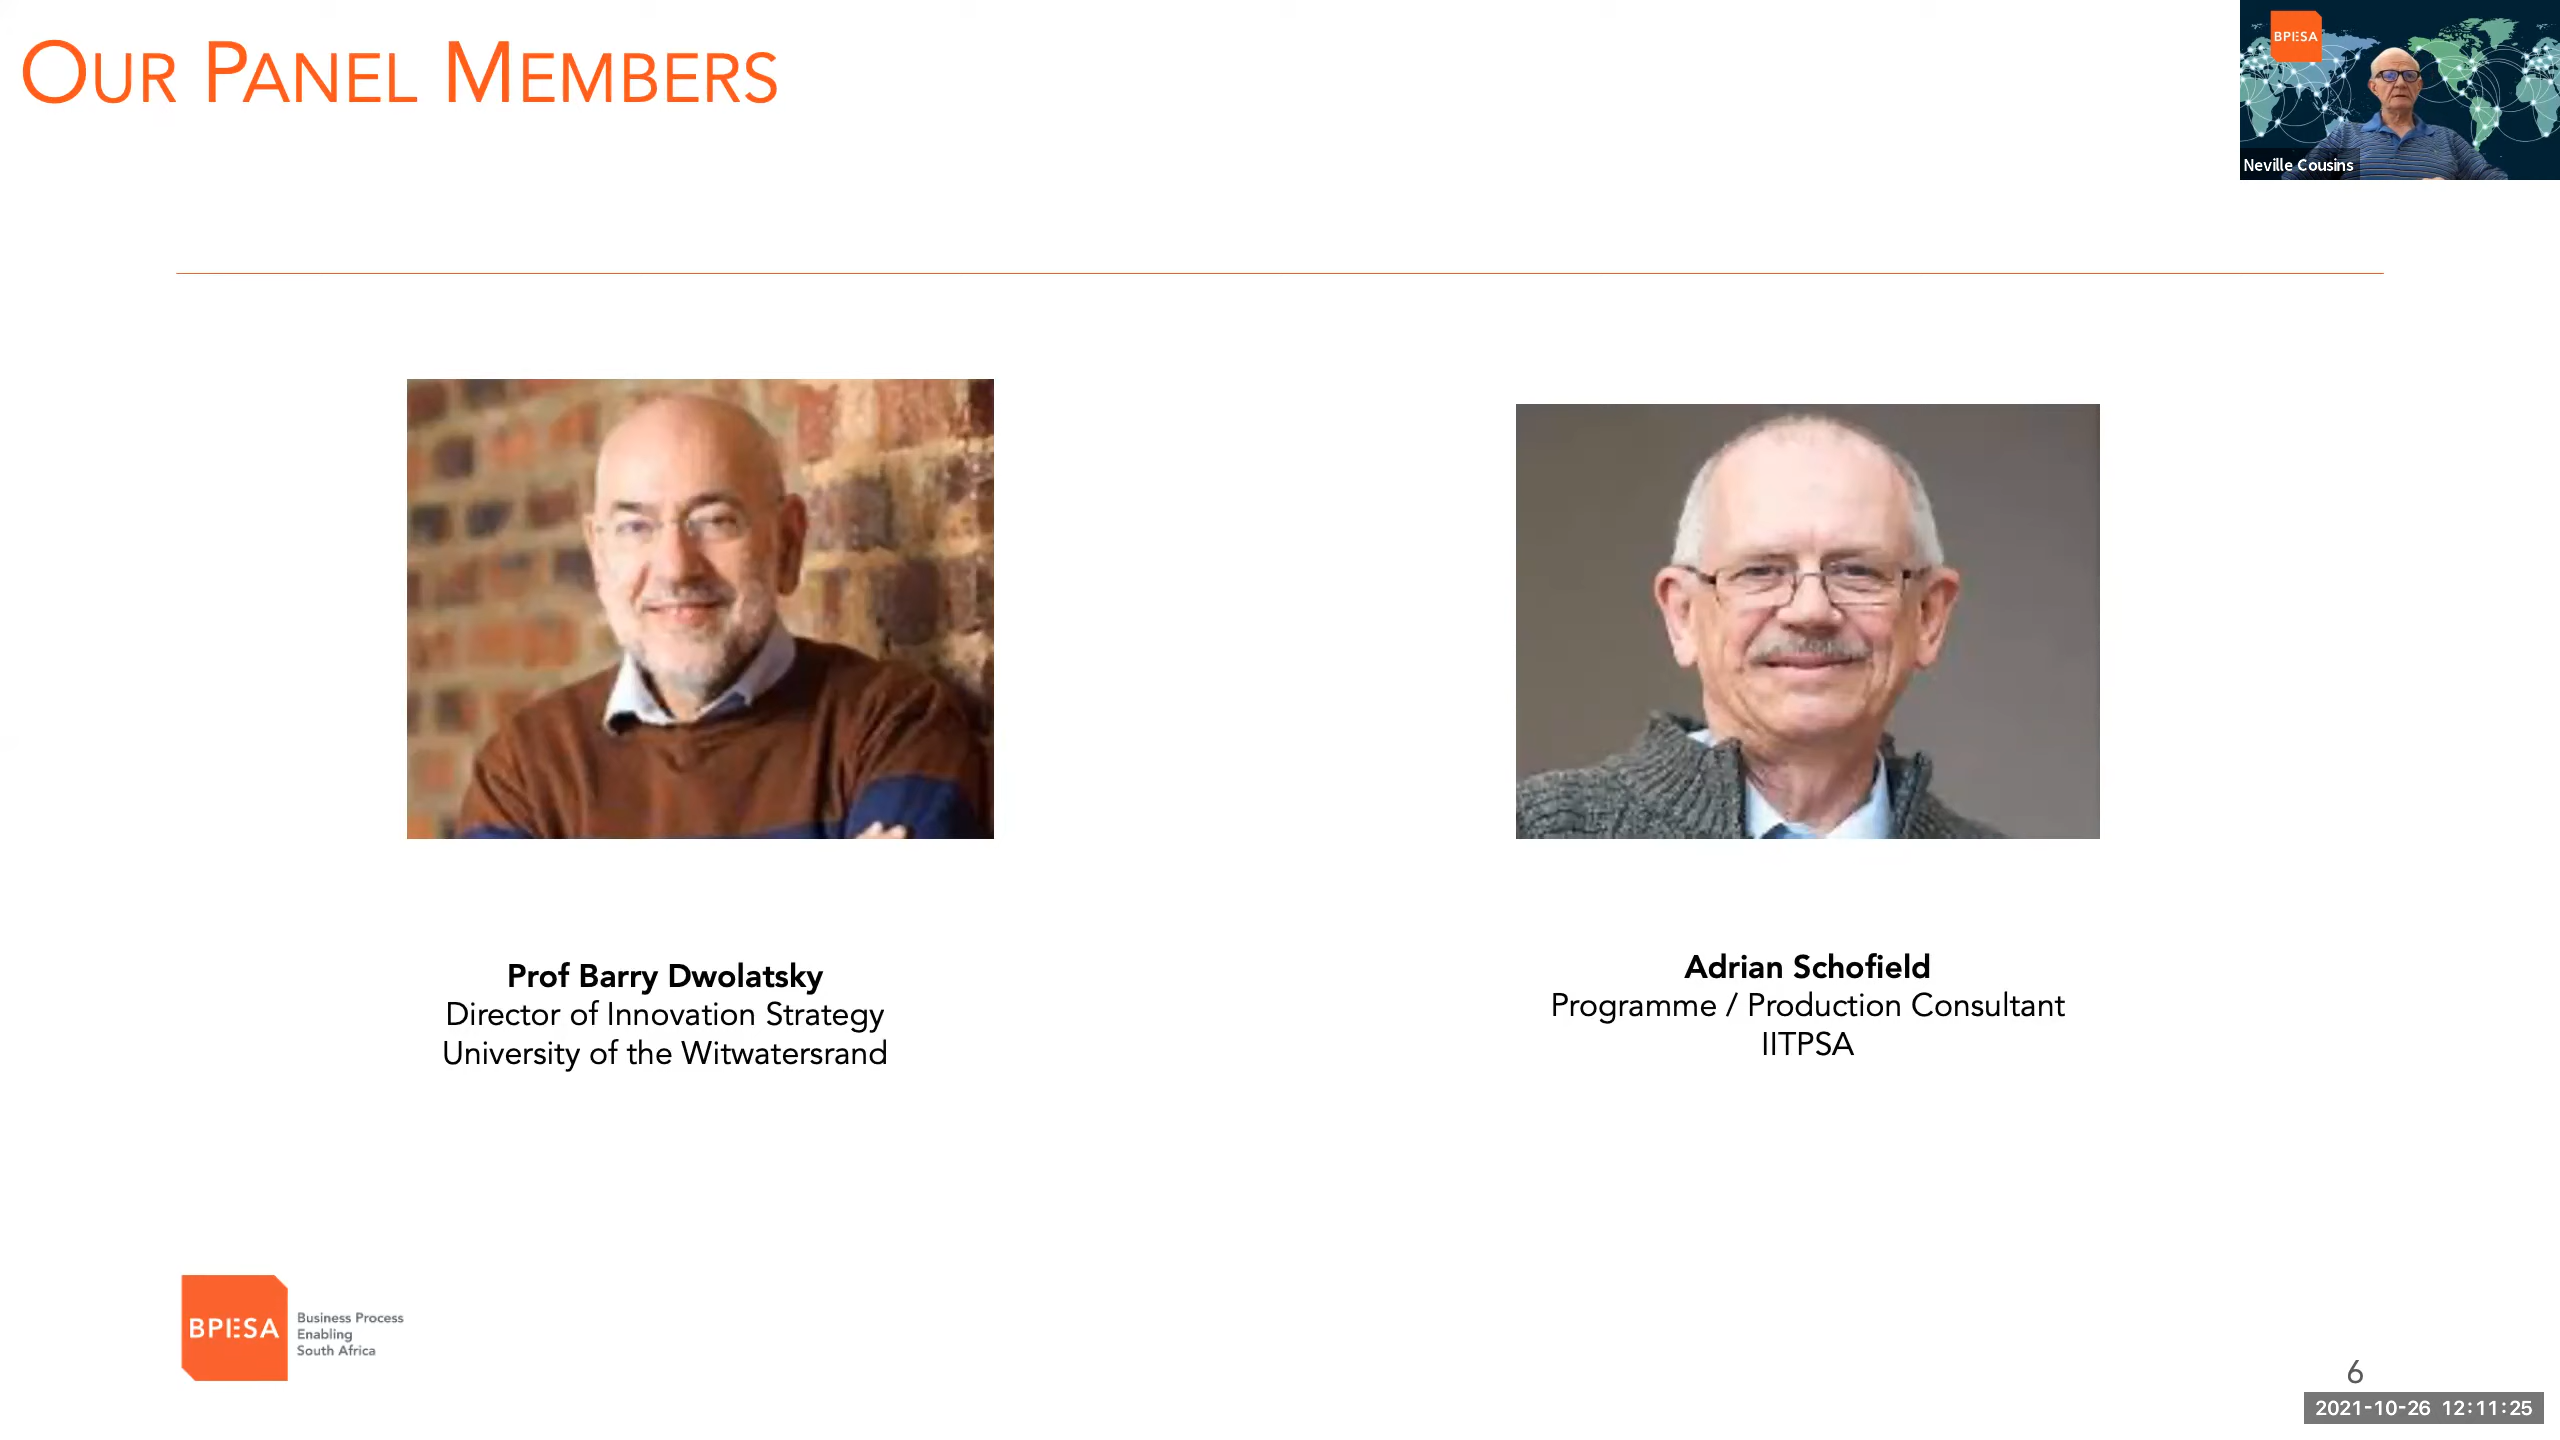 OUR PANEL MEMBERS
BPESA
Neville Cousins
Prof Barry Dwolatsky
Director of Innovation Strategy
University of the Witwatersrand
Adrian Schofield
Programme / Production Consultant
IITPSA
BPESA
Business Process
Enabling
South Africa
6
2021-10-26 12:11:25